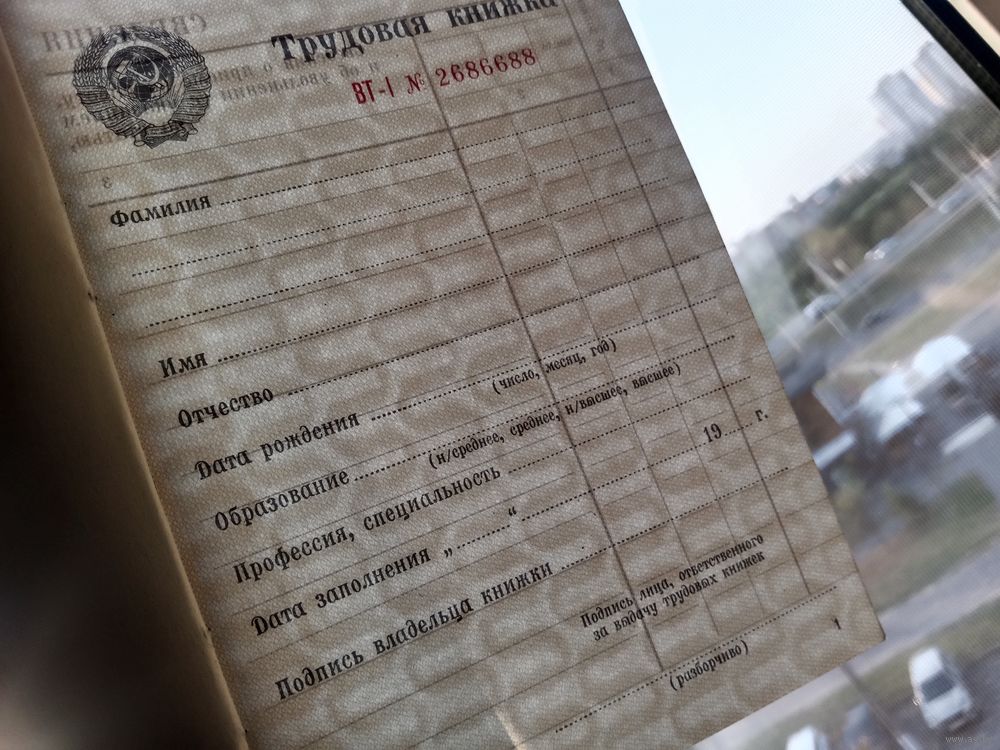 Трудовая книжка
ВТ-I № 2686688
3
Фамилия
Имя
Отчество
Дата рождения
(число, месяц, год)
Образование
(н/среднее, среднее, н/высшее, высшее)
Профессия, специальность
Дата заполнения „ “ 19 г.
Подпись владельца книжки
Подпись лица, ответственного
за выдачу трудовых книжек
(разборчиво)
1